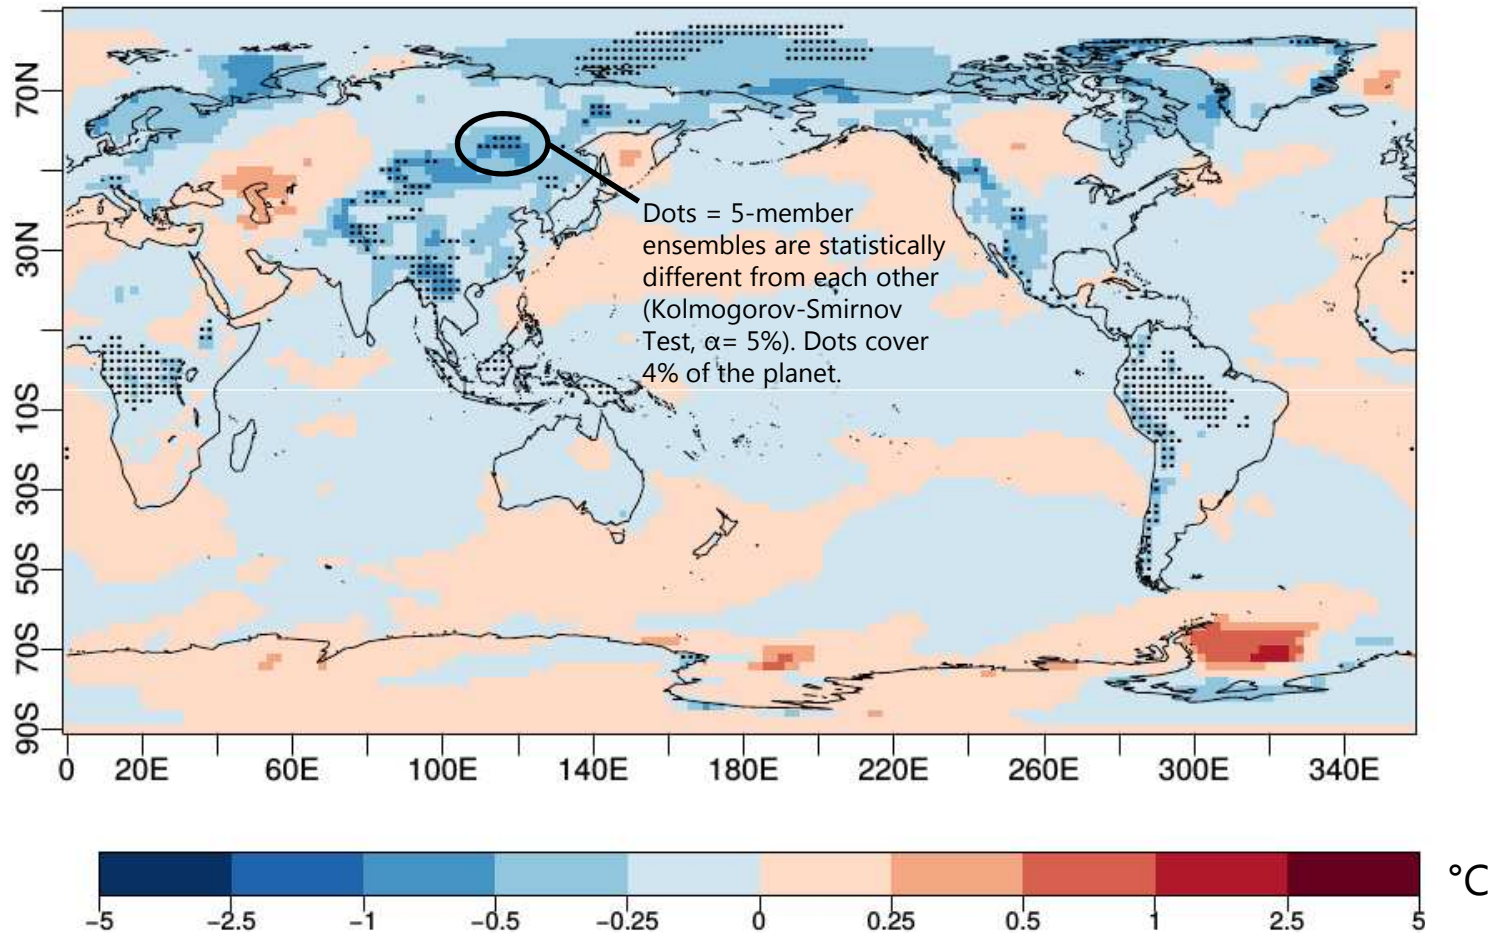 70N
30N
10S
30S
50S
70S
90S
Dots = 5-member
ensembles are statistically
different from each other
(Kolmogorov-Smirnov
Test, α= 5%). Dots cover
4% of the planet.
0 20E 60E 100E 140E 180E 220E 260E 300E 340E
°C
−5 −2.5 −1 −0.5 −0.25 0 0.25 0.5 1 2.5 5